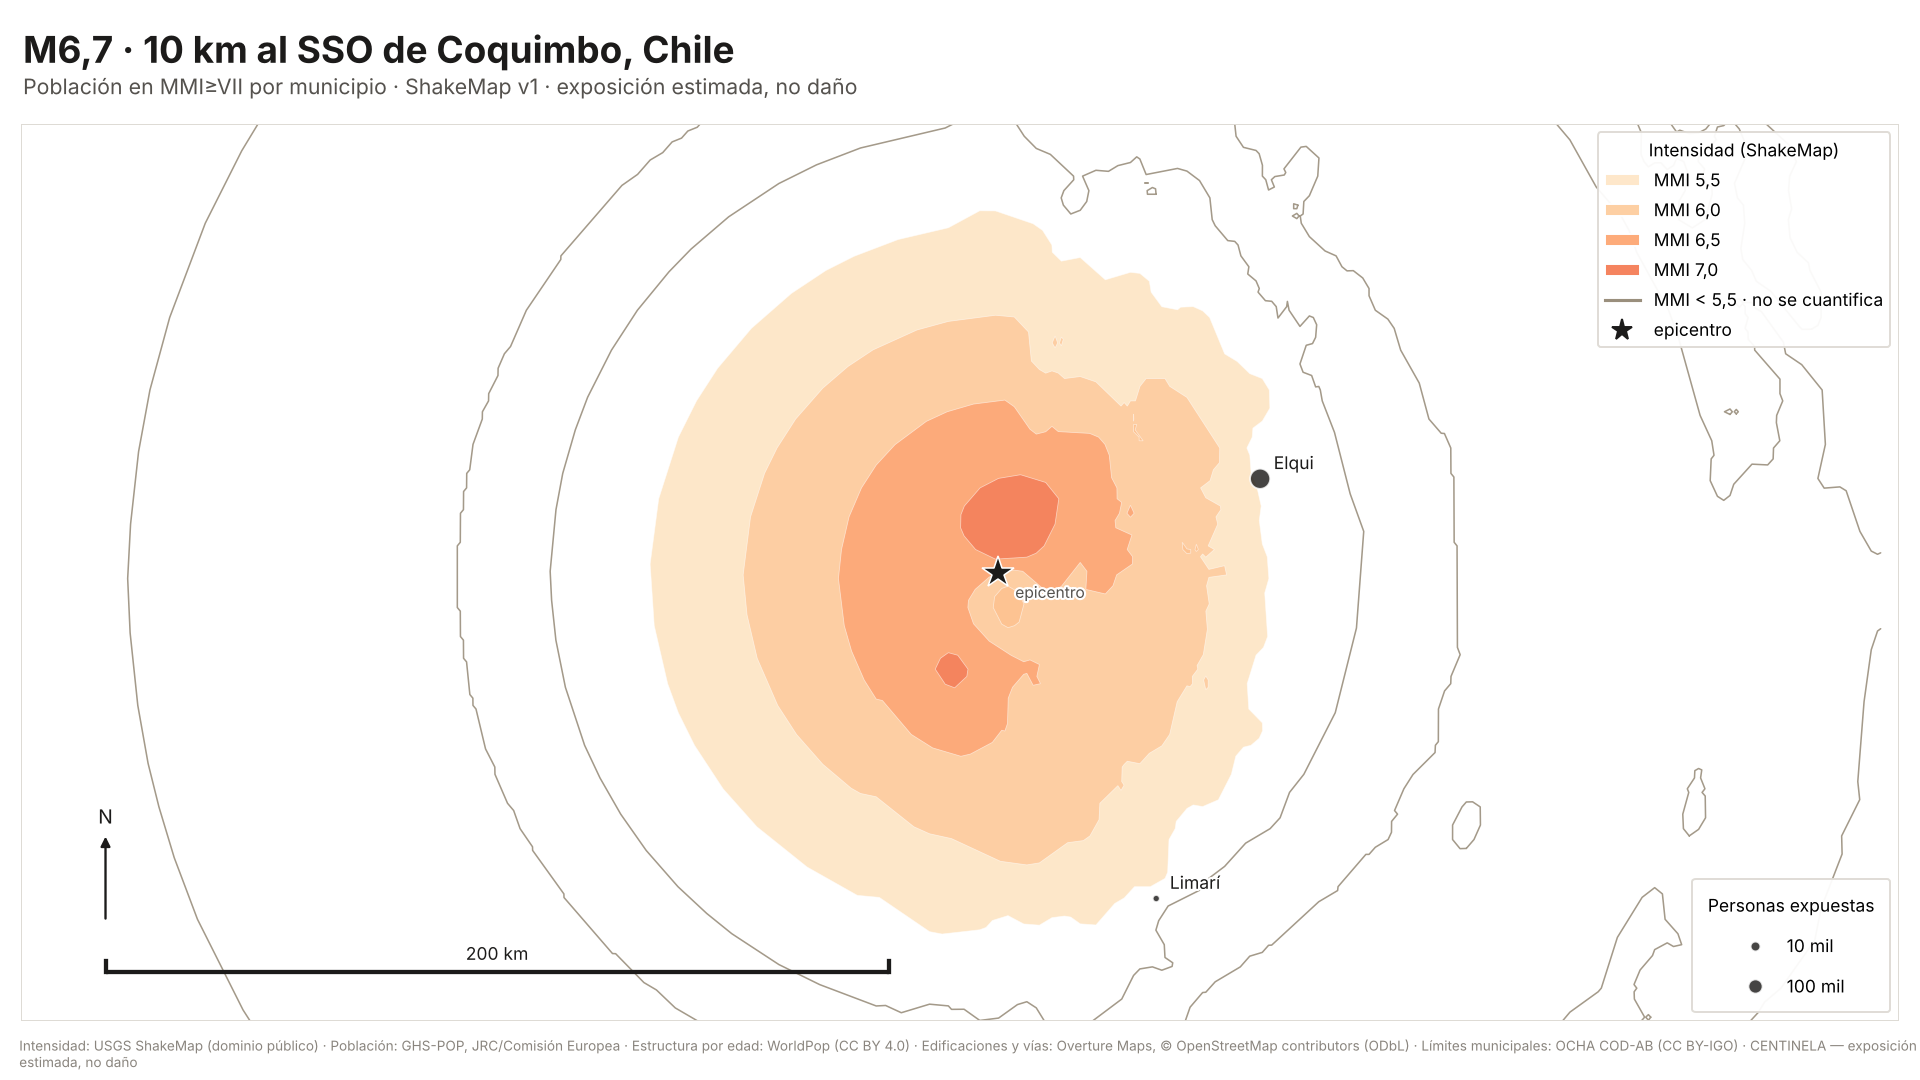 M6,7 · 10 km al SSO de Coquimbo, Chile
Población en MMI≥VII por municipio · ShakeMap v1 · exposición estimada, no daño
Intensidad (ShakeMap)
MMI 5,5
MMI 6,0
MMI 6,5
MMI 7,0
MMI < 5,5 · no se cuantifica
epicentro
Elqui
epicentro
N
Limarí
200 km
Personas expuestas
10 mil
100 mil
Intensidad: USGS ShakeMap (dominio público) · Población: GHS-POP, JRC/Comisión Europea · Estructura por edad: WorldPop (CC BY 4.0) · Edificaciones y vías: Overture Maps, © OpenStreetMap contributors (ODbL) · Límites municipales: OCHA COD-AB (CC BY-IGO) · CENTINELA — exposición
estimada, no daño